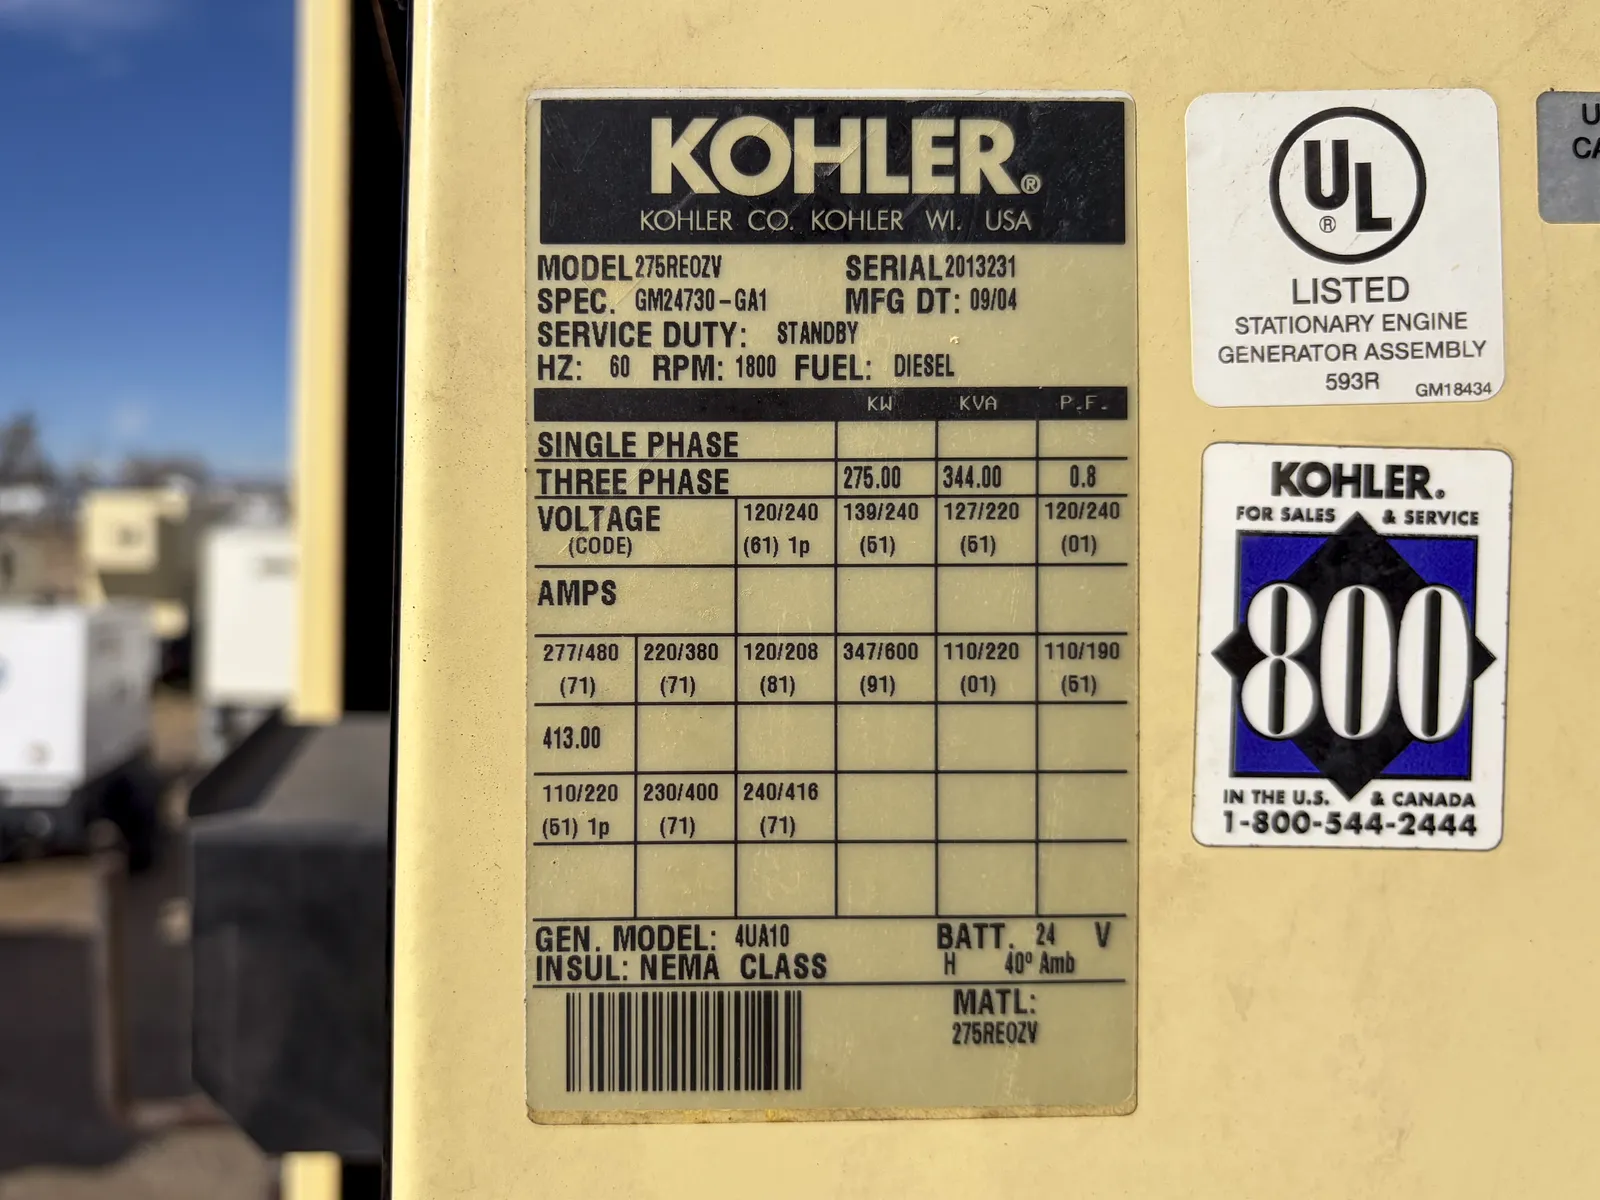 KOHLER®
KOHLER CO. KOHLER WI. USA
MODEL 275REOZV SERIAL 2013231
SPEC. GM24730-GA1 MFG DT: 09/04
SERVICE DUTY: STANDBY
HZ: 60 RPM: 1800 FUEL: DIESEL
KW KVA P.F.
SINGLE PHASE
THREE PHASE 275.00 344.00 0.8
VOLTAGE 120/240 139/240 127/220 120/240
(CODE) (61) 1p (51) (61) (01)
AMPS
277/480 220/380 120/208 347/600 110/220 110/190
(71) (71) (81) (91) (01) (51)
413.00
110/220 230/400 240/416
(51) 1p (71) (71)
GEN. MODEL: 4UA10 BATT. 24 V
INSUL: NEMA CLASS H 40º Amb
MATL:
275REOZV
UL
®
LISTED
STATIONARY ENGINE
GENERATOR ASSEMBLY
593R GM18434
KOHLER®
FOR SALES & SERVICE
800
IN THE U.S. & CANADA
1-800-544-2444